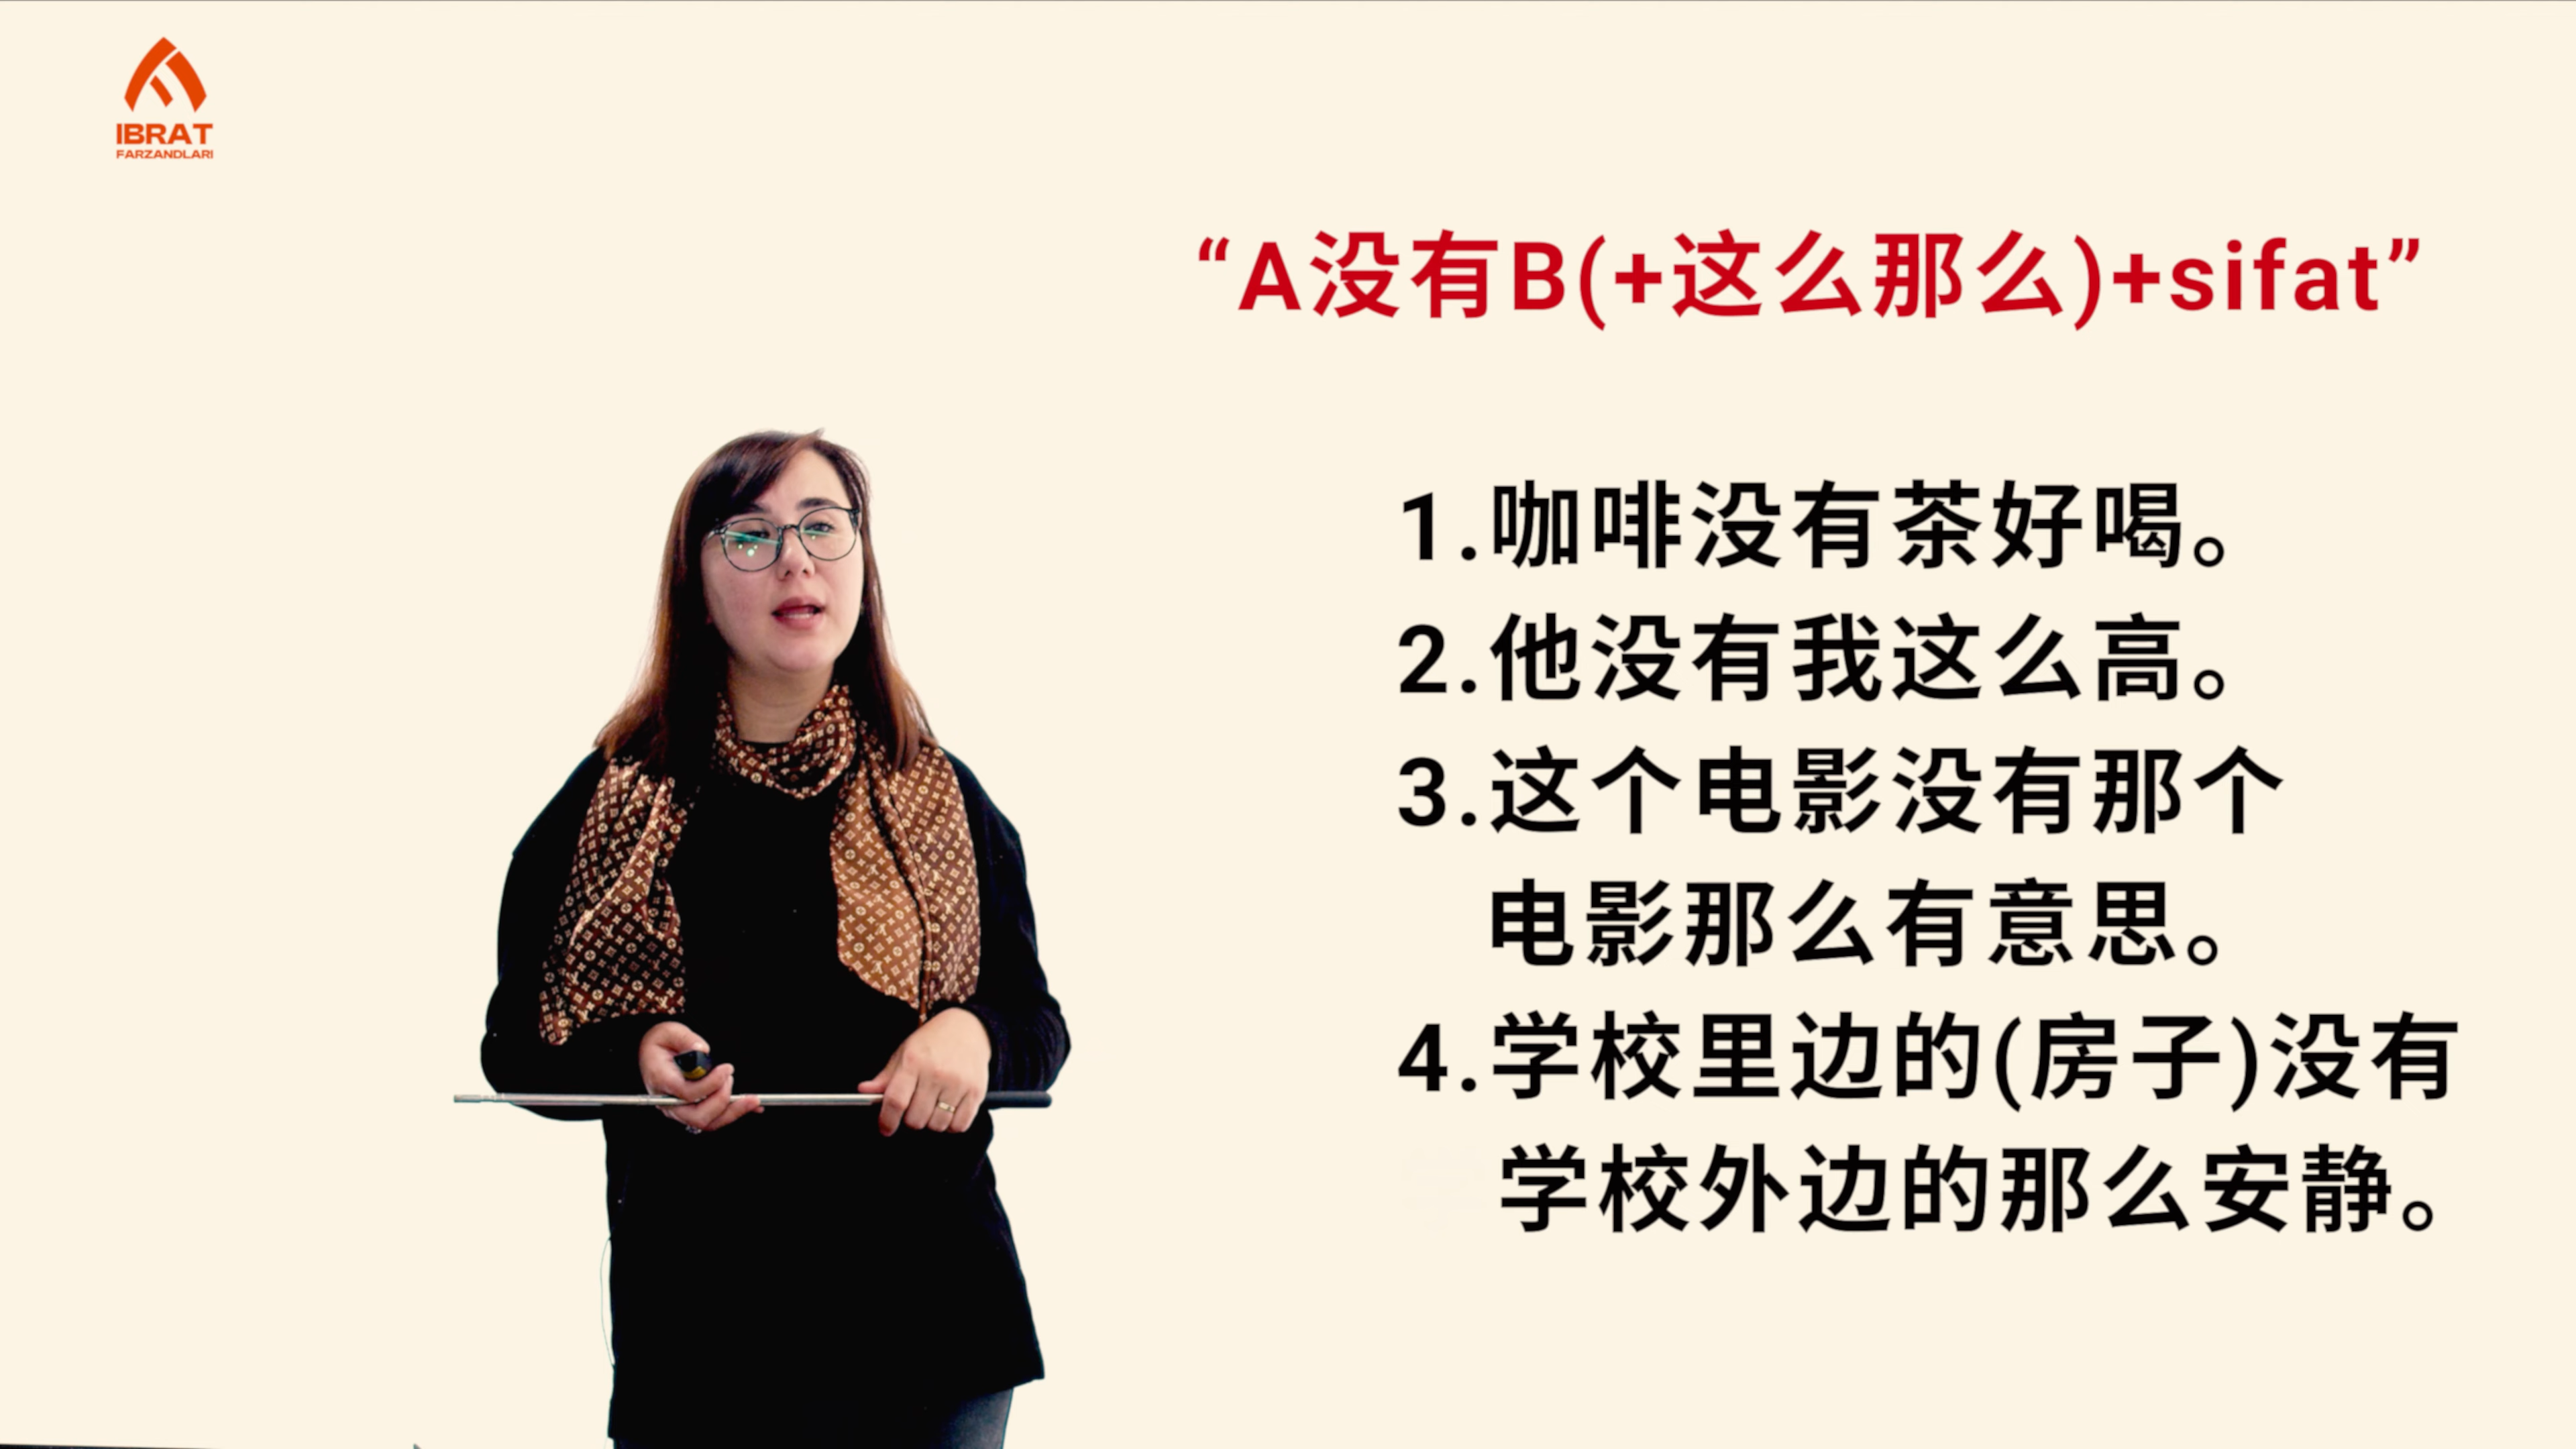 IBRAT
FARZANDLARI
“A没有B(+这么那么)+sifat”
1.咖啡没有茶好喝。
2.他没有我这么高。
3.这个电影没有那个
电影那么有意思。
4.学校里边的(房子)没有
学校外边的那么安静。